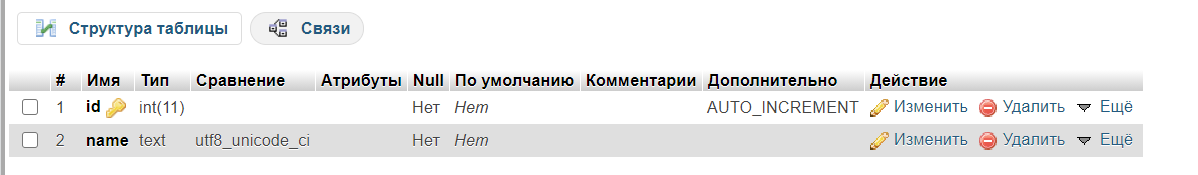 Структура таблицы Связи
# Имя Тип Сравнение Атрибуты Null По умолчанию Комментарии Дополнительно Действие
1 id int(11) Нет Нет AUTO_INCREMENT Изменить Удалить Ещё
2 name text utf8_unicode_ci Нет Нет Изменить Удалить Ещё